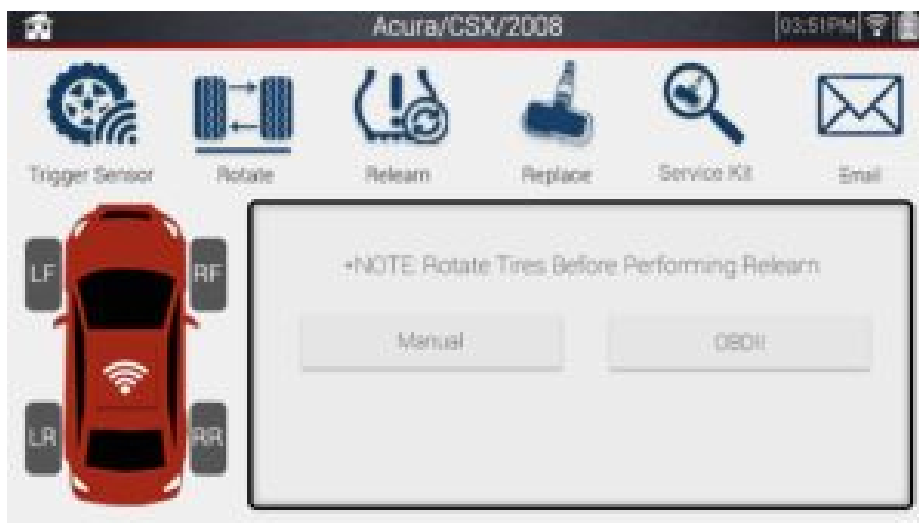 Acura/CSX/2008
03:51PM
Trigger Sensor
Rotate
Relearn
Replace
Service Kit
Email
LF
RF
•NOTE: Rotate Tires Before Performing Relearn
Manual
OBDII
LR
RR